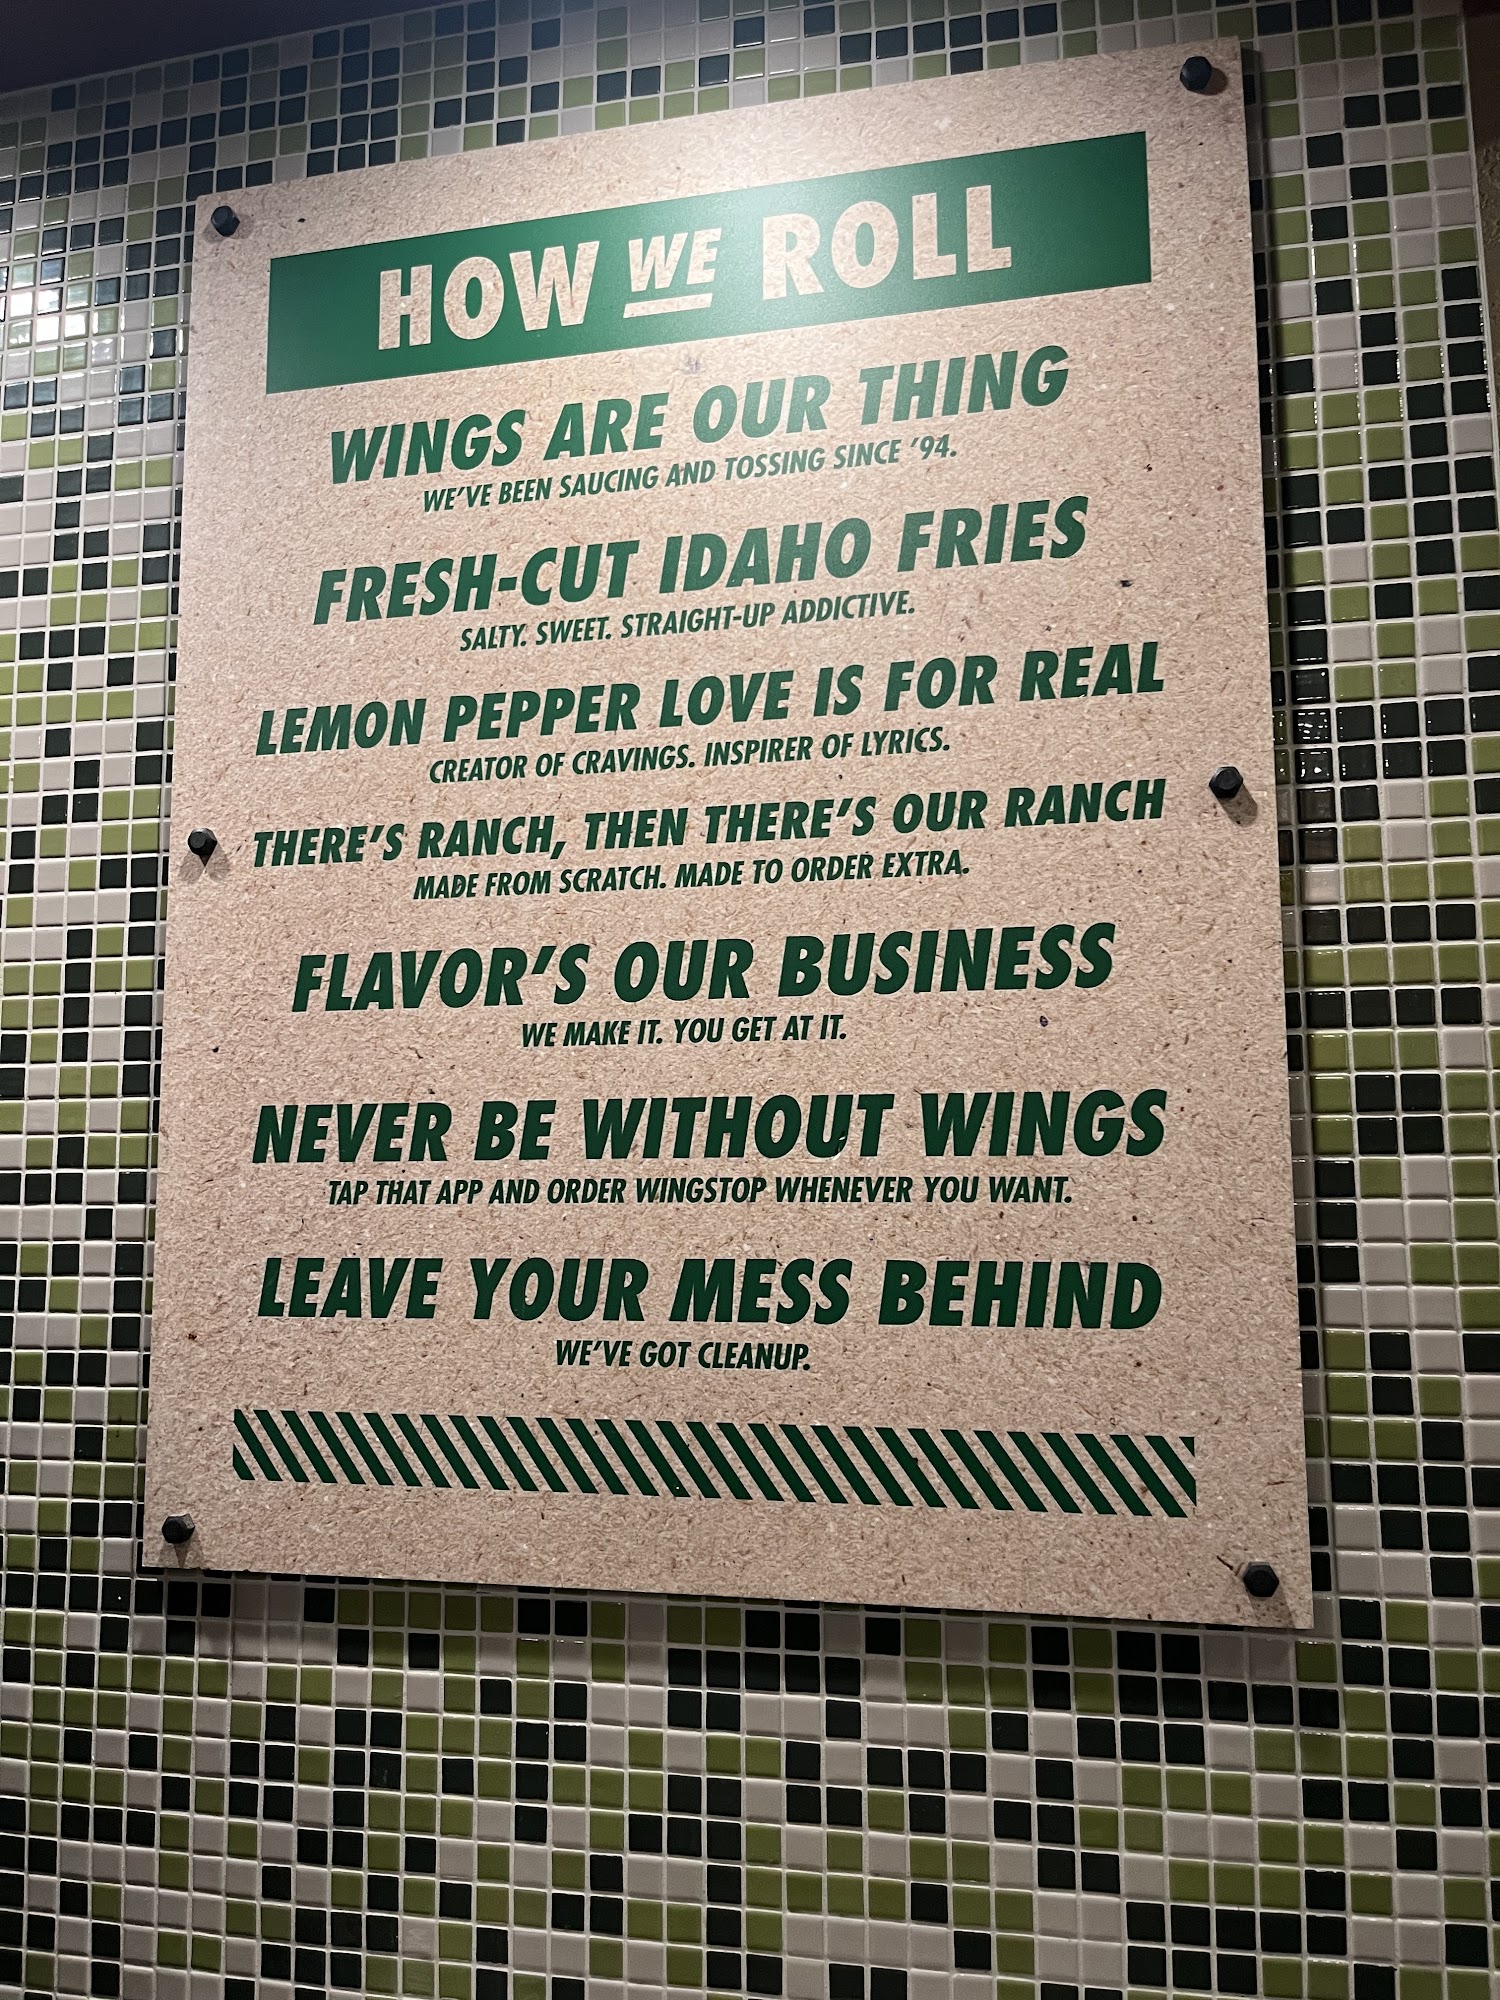 HOW WE ROLL
WINGS ARE OUR THING
WE'VE BEEN SAUCING AND TOSSING SINCE '94.
FRESH-CUT IDAHO FRIES
SALTY. SWEET. STRAIGHT-UP ADDICTIVE.
LEMON PEPPER LOVE IS FOR REAL
CREATOR OF CRAVINGS. INSPIRER OF LYRICS.
THERE'S RANCH, THEN THERE'S OUR RANCH
MADE FROM SCRATCH. MADE TO ORDER EXTRA.
FLAVOR'S OUR BUSINESS
WE MAKE IT. YOU GET AT IT.
NEVER BE WITHOUT WINGS
TAP THAT APP AND ORDER WINGSTOP WHENEVER YOU WANT.
LEAVE YOUR MESS BEHIND
WE'VE GOT CLEANUP.